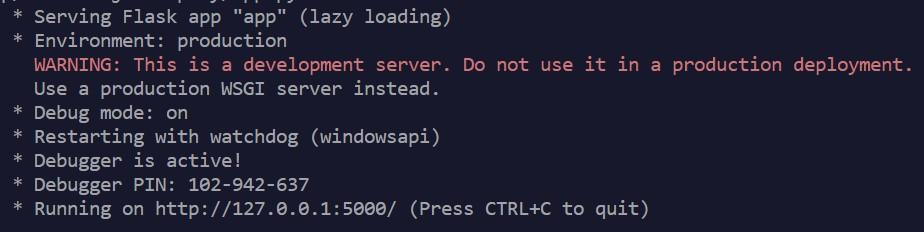 * Serving Flask app "app" (lazy loading)
* Environment: production
WARNING: This is a development server. Do not use it in a production deployment.
Use a production WSGI server instead.
* Debug mode: on
* Restarting with watchdog (windowsapi)
* Debugger is active!
* Debugger PIN: 102-942-637
* Running on http://127.0.0.1:5000/ (Press CTRL+C to quit)